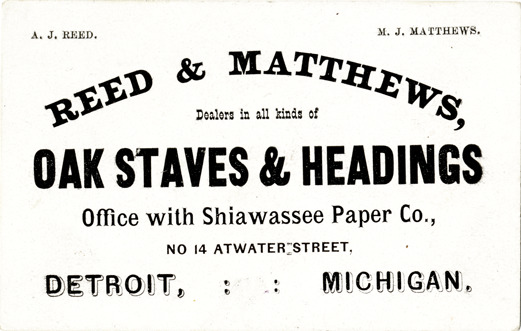 A. J. REED.
M. J. MATTHEWS.
REED & MATTHEWS,
Dealers in all kinds of
OAK STAVES & HEADINGS
Office with Shiawassee Paper Co.,
NO 14 ATWATER STREET,
DETROIT, : : MICHIGAN.